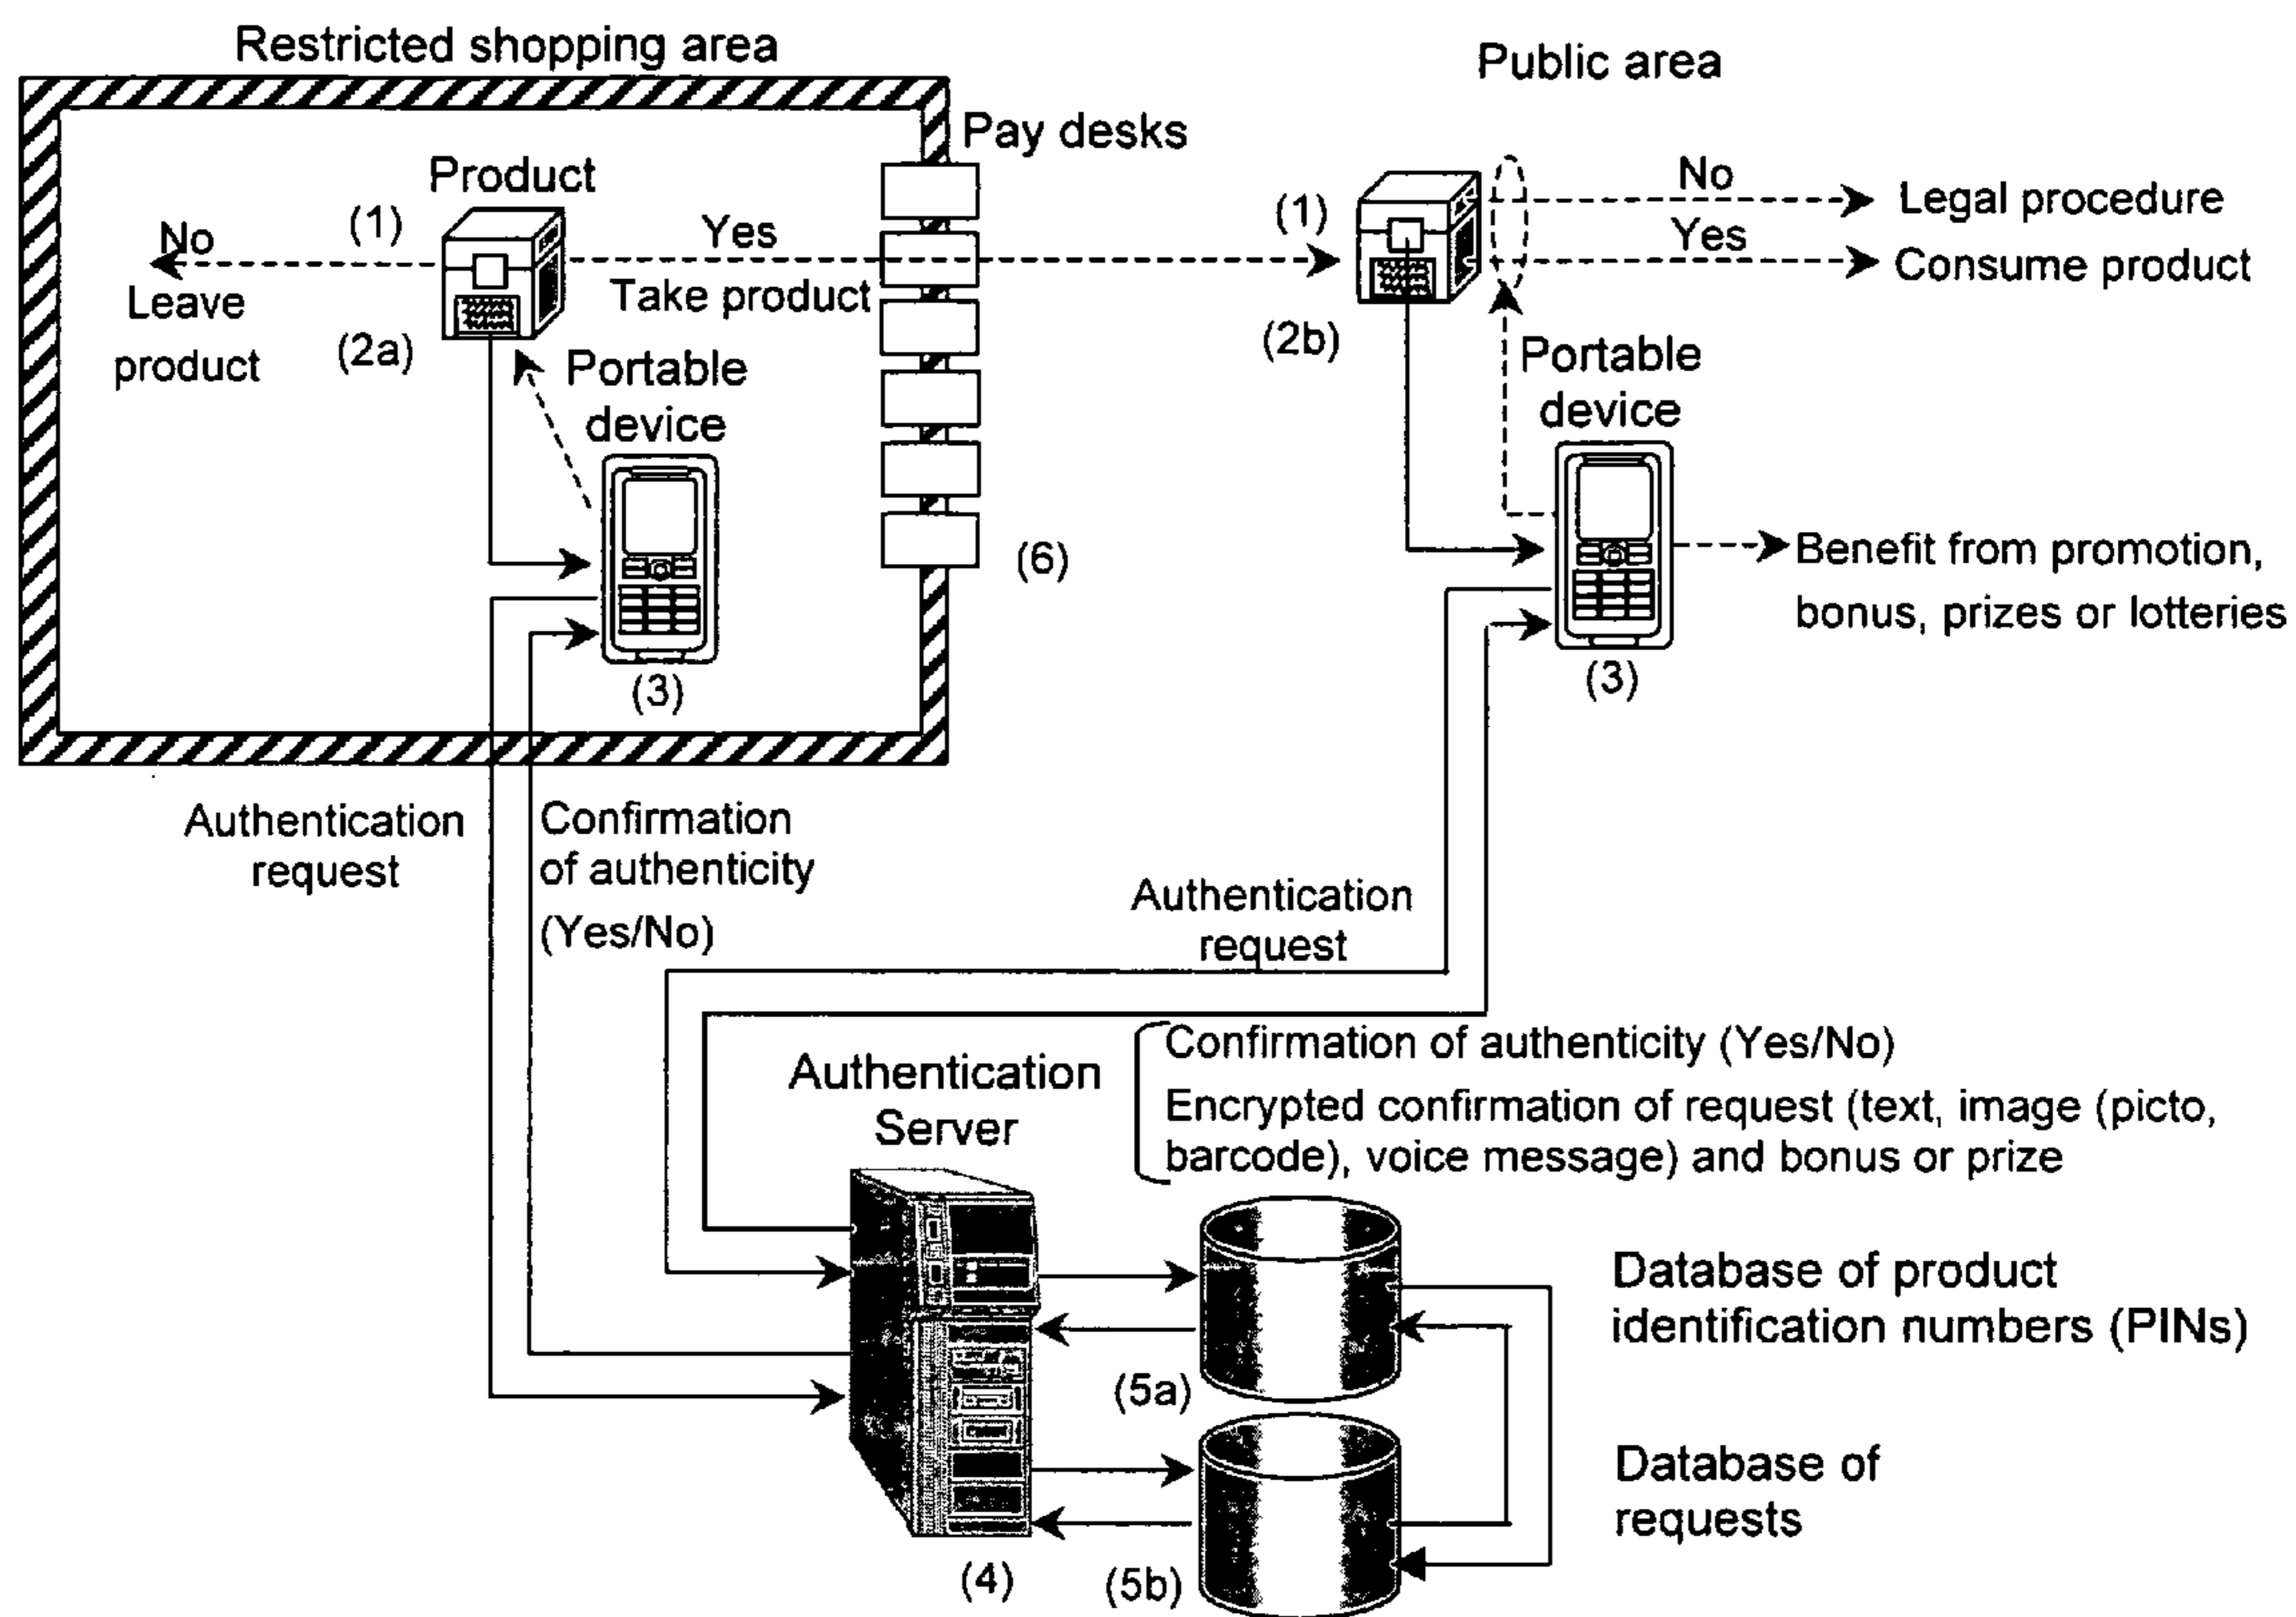 Restricted shopping area
Public area
Pay desks
Product
(1)
No
Yes
Leave
product
Take product
(2a)
Portable
device
(3)
(6)
(1)
No
Legal procedure
Yes
Consume product
(2b)
Portable
device
Benefit from promotion,
bonus, prizes or lotteries
(3)
Authentication
request
Confirmation
of authenticity
(Yes/No)
Authentication
request
Confirmation of authenticity (Yes/No)
Encrypted confirmation of request (text, image (picto,
barcode), voice message) and bonus or prize
Authentication
Server
Database of product
identification numbers (PINs)
(5a)
Database of
requests
(4)
(5b)